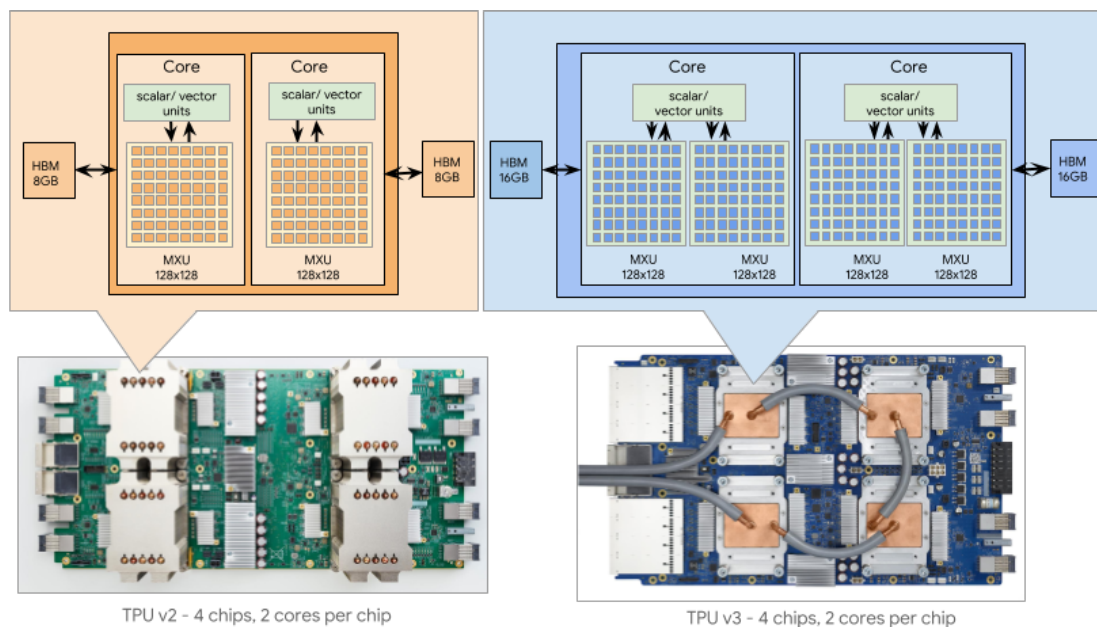 Core
scalar/ vector
units
HBM
8GB
MXU
128x128
Core
scalar/ vector
units
HBM
8GB
MXU
128x128
Core
scalar/
vector units
HBM
16GB
MXU
128x128
MXU
128x128
Core
scalar/
vector units
HBM
16GB
MXU
128x128
MXU
128x128
TPU v2 - 4 chips, 2 cores per chip
TPU v3 - 4 chips, 2 cores per chip